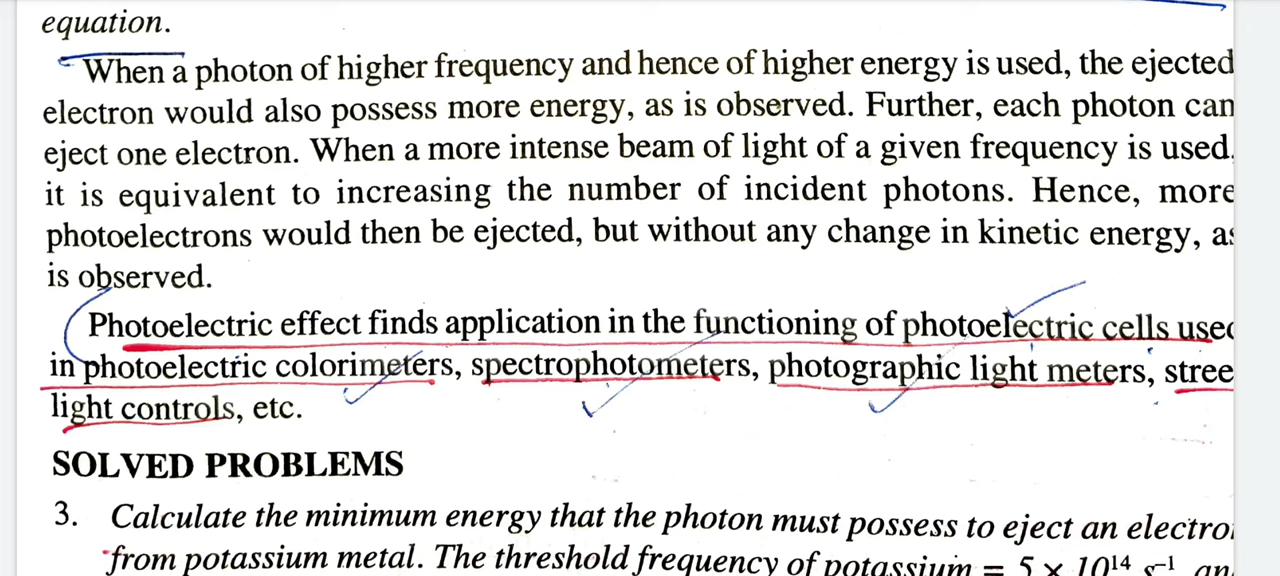 equation.
When a photon of higher frequency and hence of higher energy is used, the ejected
electron would also possess more energy, as is observed. Further, each photon can
eject one electron. When a more intense beam of light of a given frequency is used.
it is equivalent to increasing the number of incident photons. Hence, more
photoelectrons would then be ejected, but without any change in kinetic energy, as
is observed.
Photoelectric effect finds application in the functioning of photoelectric cells used
in photoelectric colorimeters, spectrophotometers, photographic light meters, stree
light controls, etc.
SOLVED PROBLEMS
3. Calculate the minimum energy that the photon must possess to eject an electro
from potassium metal. The threshold frequency of potassium = 5 × 10¹⁴ s⁻¹ an